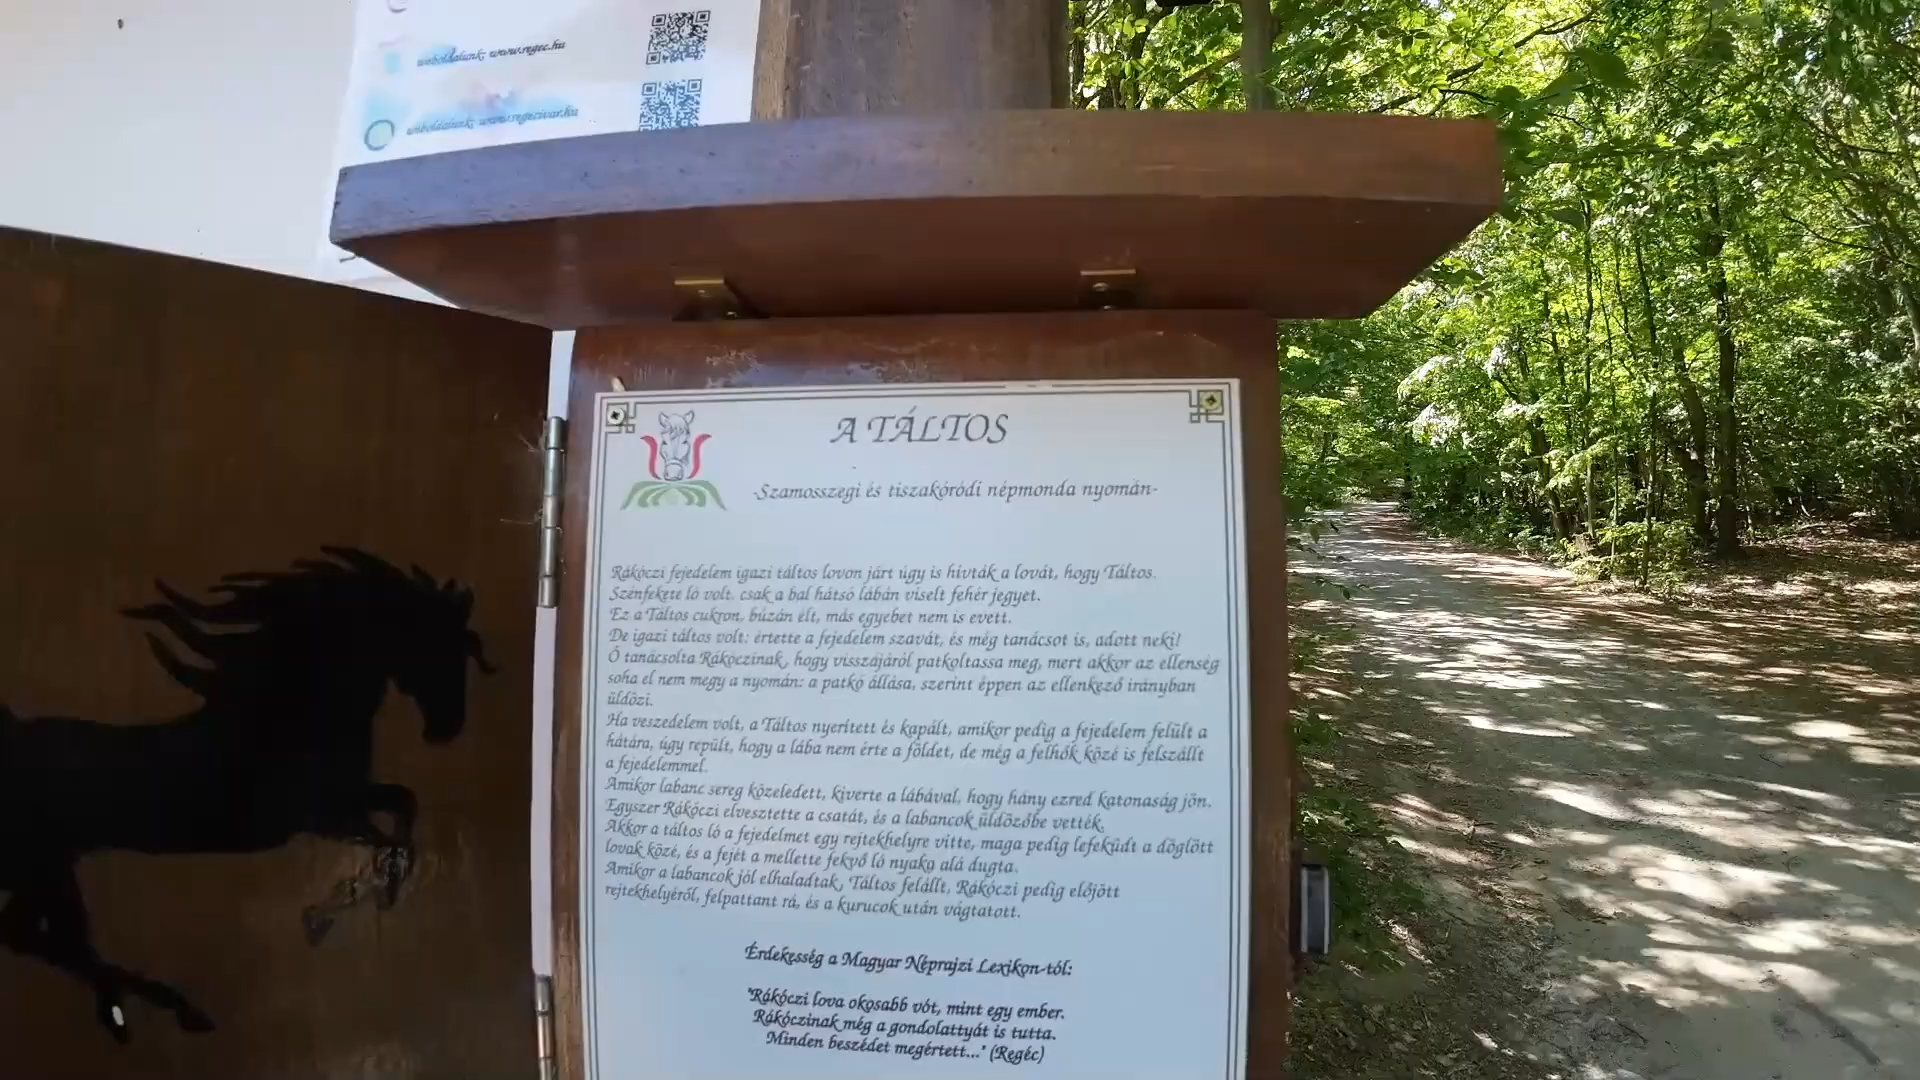 weboldalunk: www.regec.hu
weboldalunk: www.regecivar.hu
A TÁLTOS
-Szamosszegi és tiszakóródi népmonda nyomán-
Rákóczi fejedelem igazi táltos lovon járt úgy is hívták a lovát, hogy Táltos.
Szénfekete ló volt. csak a bal hátsó lábán viselt fehér jegyet.
Ez a Táltos cukron, búzán élt, más egyebet nem is evett.
De igazi táltos volt: értette a fejedelem szavát, és még tanácsot is, adott neki!
Ő tanácsolta Rákóczinak, hogy visszájáról patkoltassa meg, mert akkor az ellenség
soha el nem megy a nyomán: a patkó állása, szerint éppen az ellenkező irányban
üldözi.
Ha veszedelem volt, a Táltos nyerített és kapált, amikor pedig a fejedelem felült a
hátára, úgy repült, hogy a lába nem érte a földet, de még a felhők közé is felszállt
a fejedelemmel.
Amikor labanc sereg közeledett, kiverte a lábával, hogy hány ezred katonaság jön.
Egyszer Rákóczi elvesztette a csatát, és a labancok üldözőbe vették.
Akkor a táltos ló a fejedelmet egy rejtekhelyre vitte, maga pedig lefeküdt a döglött
lovak közé, és a fejét a mellette fekvő ló nyaka alá dugta.
Amikor a labancok jól elhaladtak, Táltos felállt, Rákóczi pedig előjött
rejtekhelyéről, felpattant rá, és a kurucok után vágtatott.
Érdekesség a Magyar Néprajzi Lexikon-tól:
"Rákóczi lova okosabb vót, mint egy ember.
Rákóczinak még a gondolattyát is tutta.
Minden beszédet megértett..." (Regéc)